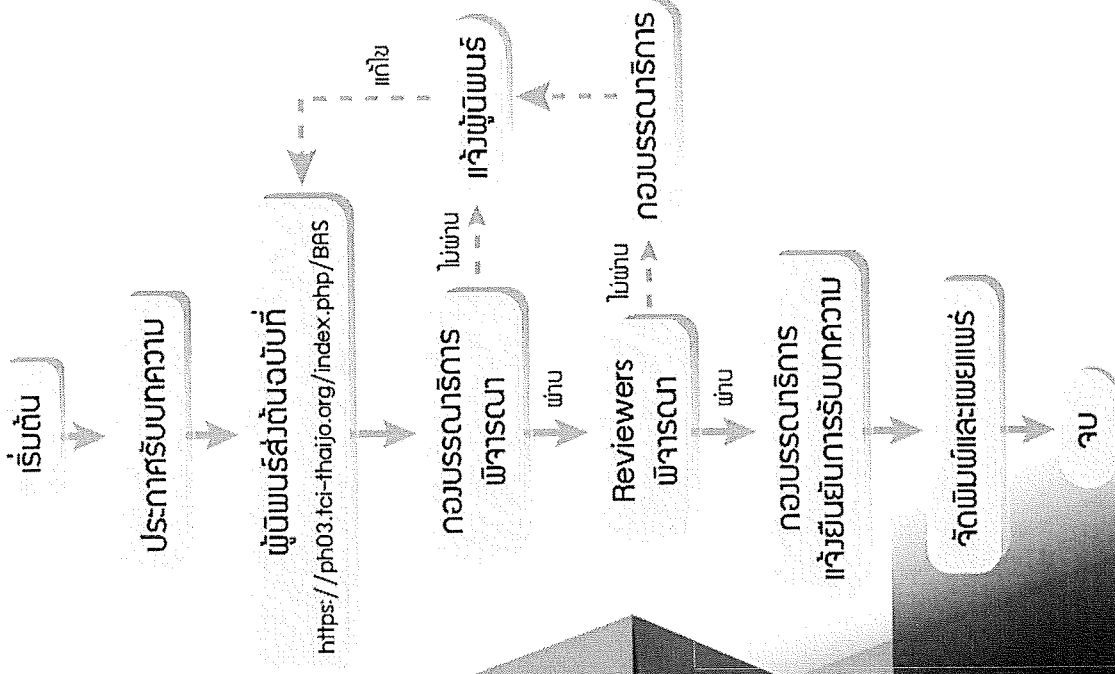 เริ่มต้น
ประกาศรับบทความ
ผู้นิพนธ์ส่งต้นฉบับที่
https://ph03.tci-thaijo.org/index.php/BAS
กองบรรณาธิการ
พิจารณา
ไม่ผ่าน
แจ้งผู้นิพนธ์
แก้ไข
ผ่าน
Reviewers
พิจารณา
ไม่ผ่าน
กองบรรณาธิการ
ผ่าน
กองบรรณาธิการ
แจ้งยืนยันการรับบทความ
จัดพิมพ์และเผยแพร่
จบ